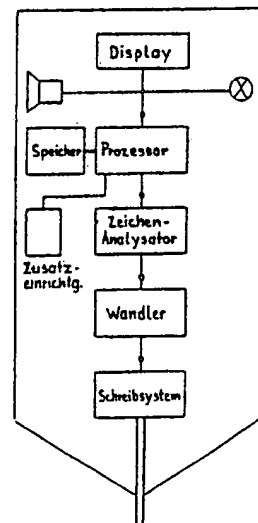 Display
Speicher
Prozessor
Zeichen-
Analysator
Zusatz-
einrichtg.
Wandler
Schreibsystem